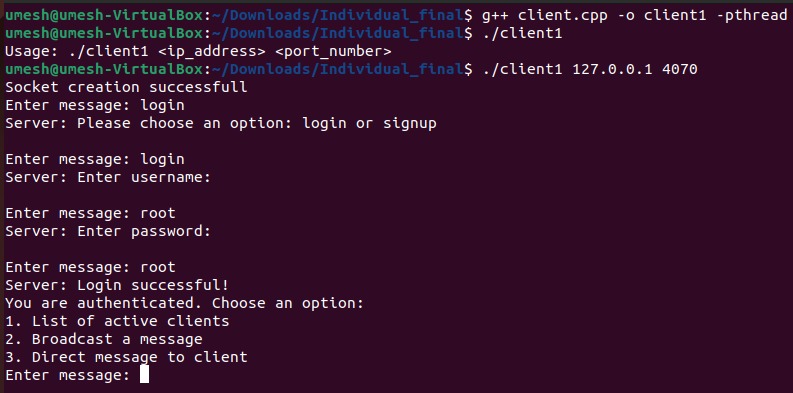 umesh@umesh-VirtualBox:~/Downloads/Individual_final$ g++ client.cpp -o client1 -pthread
umesh@umesh-VirtualBox:~/Downloads/Individual_final$ ./client1
Usage: ./client1 <ip_address> <port_number>
umesh@umesh-VirtualBox:~/Downloads/Individual_final$ ./client1 127.0.0.1 4070
Socket creation successfull
Enter message: login
Server: Please choose an option: login or signup
Enter message: login
Server: Enter username:
Enter message: root
Server: Enter password:
Enter message: root
Server: Login successful!
You are authenticated. Choose an option:
1. List of active clients
2. Broadcast a message
3. Direct message to client
Enter message: